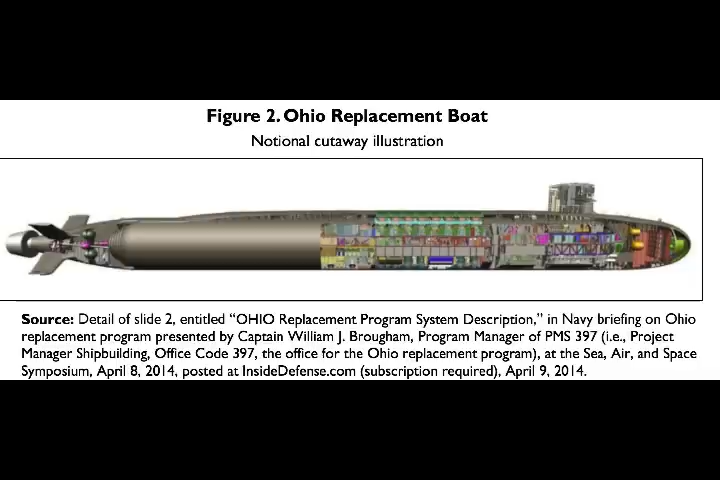 Figure 2. Ohio Replacement Boat
Notional cutaway illustration
Source: Detail of slide 2, entitled “OHIO Replacement Program System Description,” in Navy briefing on Ohio
replacement program presented by Captain William J. Brougham, Program Manager of PMS 397 (i.e., Project
Manager Shipbuilding, Office Code 397, the office for the Ohio replacement program), at the Sea, Air, and Space
Symposium, April 8, 2014, posted at InsideDefense.com (subscription required), April 9, 2014.